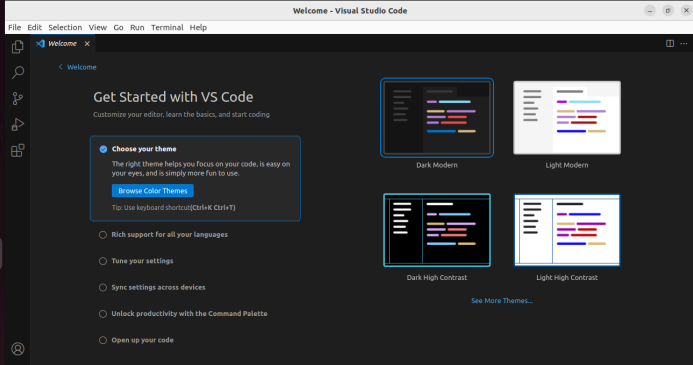 Welcome - Visual Studio Code
File Edit Selection View Go Run Terminal Help
Welcome
Welcome
Get Started with VS Code
Customize your editor, learn the basics, and start coding
Choose your theme
The right theme helps you focus on your code, is easy on
your eyes, and is simply more fun to use.
Browse Color Themes
Tip: Use keyboard shortcut(Ctrl+K Ctrl+T)
Rich support for all your languages
Tune your settings
Sync settings across devices
Unlock productivity with the Command Palette
Open up your code
Dark Modern
Light Modern
Dark High Contrast
Light High Contrast
See More Themes...